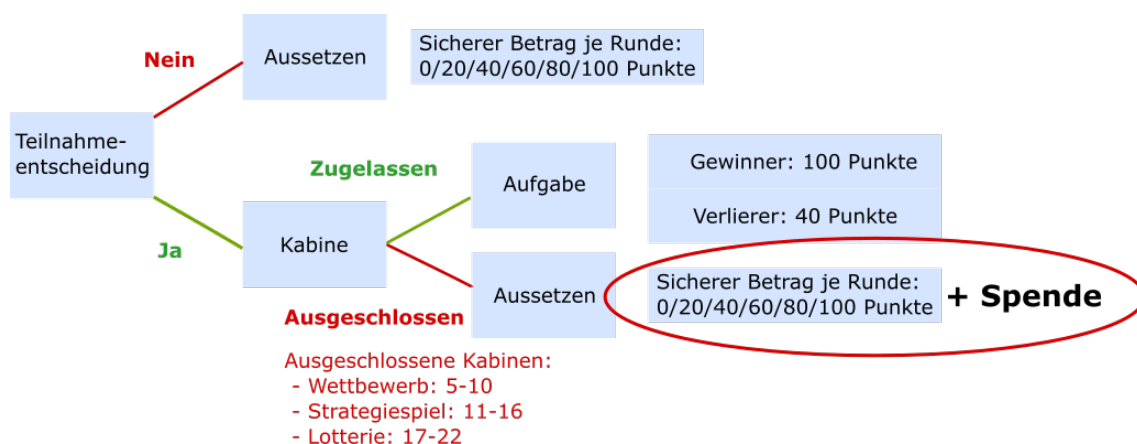 Nein
Aussetzen
Sicherer Betrag je Runde:
0/20/40/60/80/100 Punkte
Teilnahme-
entscheidung
Ja
Kabine
Zugelassen
Aufgabe
Gewinner: 100 Punkte
Verlierer: 40 Punkte
Ausgeschlossen
Aussetzen
Sicherer Betrag je Runde:
0/20/40/60/80/100 Punkte
+ Spende
Ausgeschlossene Kabinen:
- Wettbewerb: 5-10
- Strategiespiel: 11-16
- Lotterie: 17-22